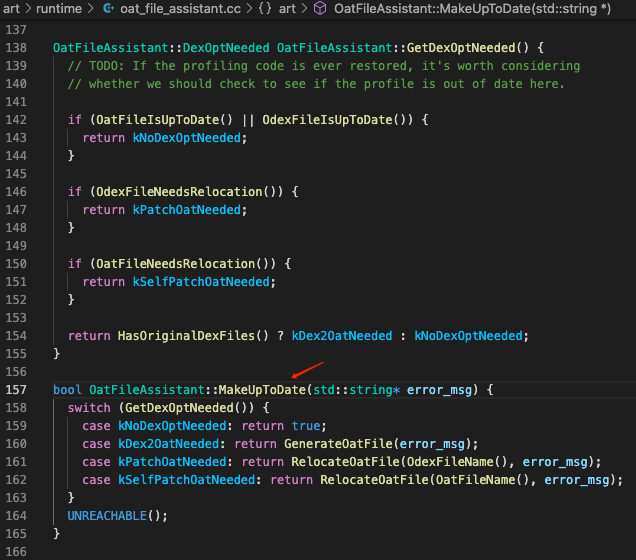 art > runtime > oat_file_assistant.cc > {} art > OatFileAssistant::MakeUpToDate(std::string *)
137
138 OatFileAssistant::DexOptNeeded OatFileAssistant::GetDexOptNeeded() {
139 // TODO: If the profiling code is ever restored, it's worth considering
140 // whether we should check to see if the profile is out of date here.
141
142 if (OatFileIsUpToDate() || OdexFileIsUpToDate()) {
143 return kNoDexOptNeeded;
144 }
145
146 if (OdexFileNeedsRelocation()) {
147 return kPatchOatNeeded;
148 }
149
150 if (OatFileNeedsRelocation()) {
151 return kSelfPatchOatNeeded;
152 }
153
154 return HasOriginalDexFiles() ? kDex2OatNeeded : kNoDexOptNeeded;
155 }
156
157 bool OatFileAssistant::MakeUpToDate(std::string* error_msg) {
158 switch (GetDexOptNeeded()) {
159 case kNoDexOptNeeded: return true;
160 case kDex2OatNeeded: return GenerateOatFile(error_msg);
161 case kPatchOatNeeded: return RelocateOatFile(OdexFileName(), error_msg);
162 case kSelfPatchOatNeeded: return RelocateOatFile(OatFileName(), error_msg);
163 }
164 UNREACHABLE();
165 }
166